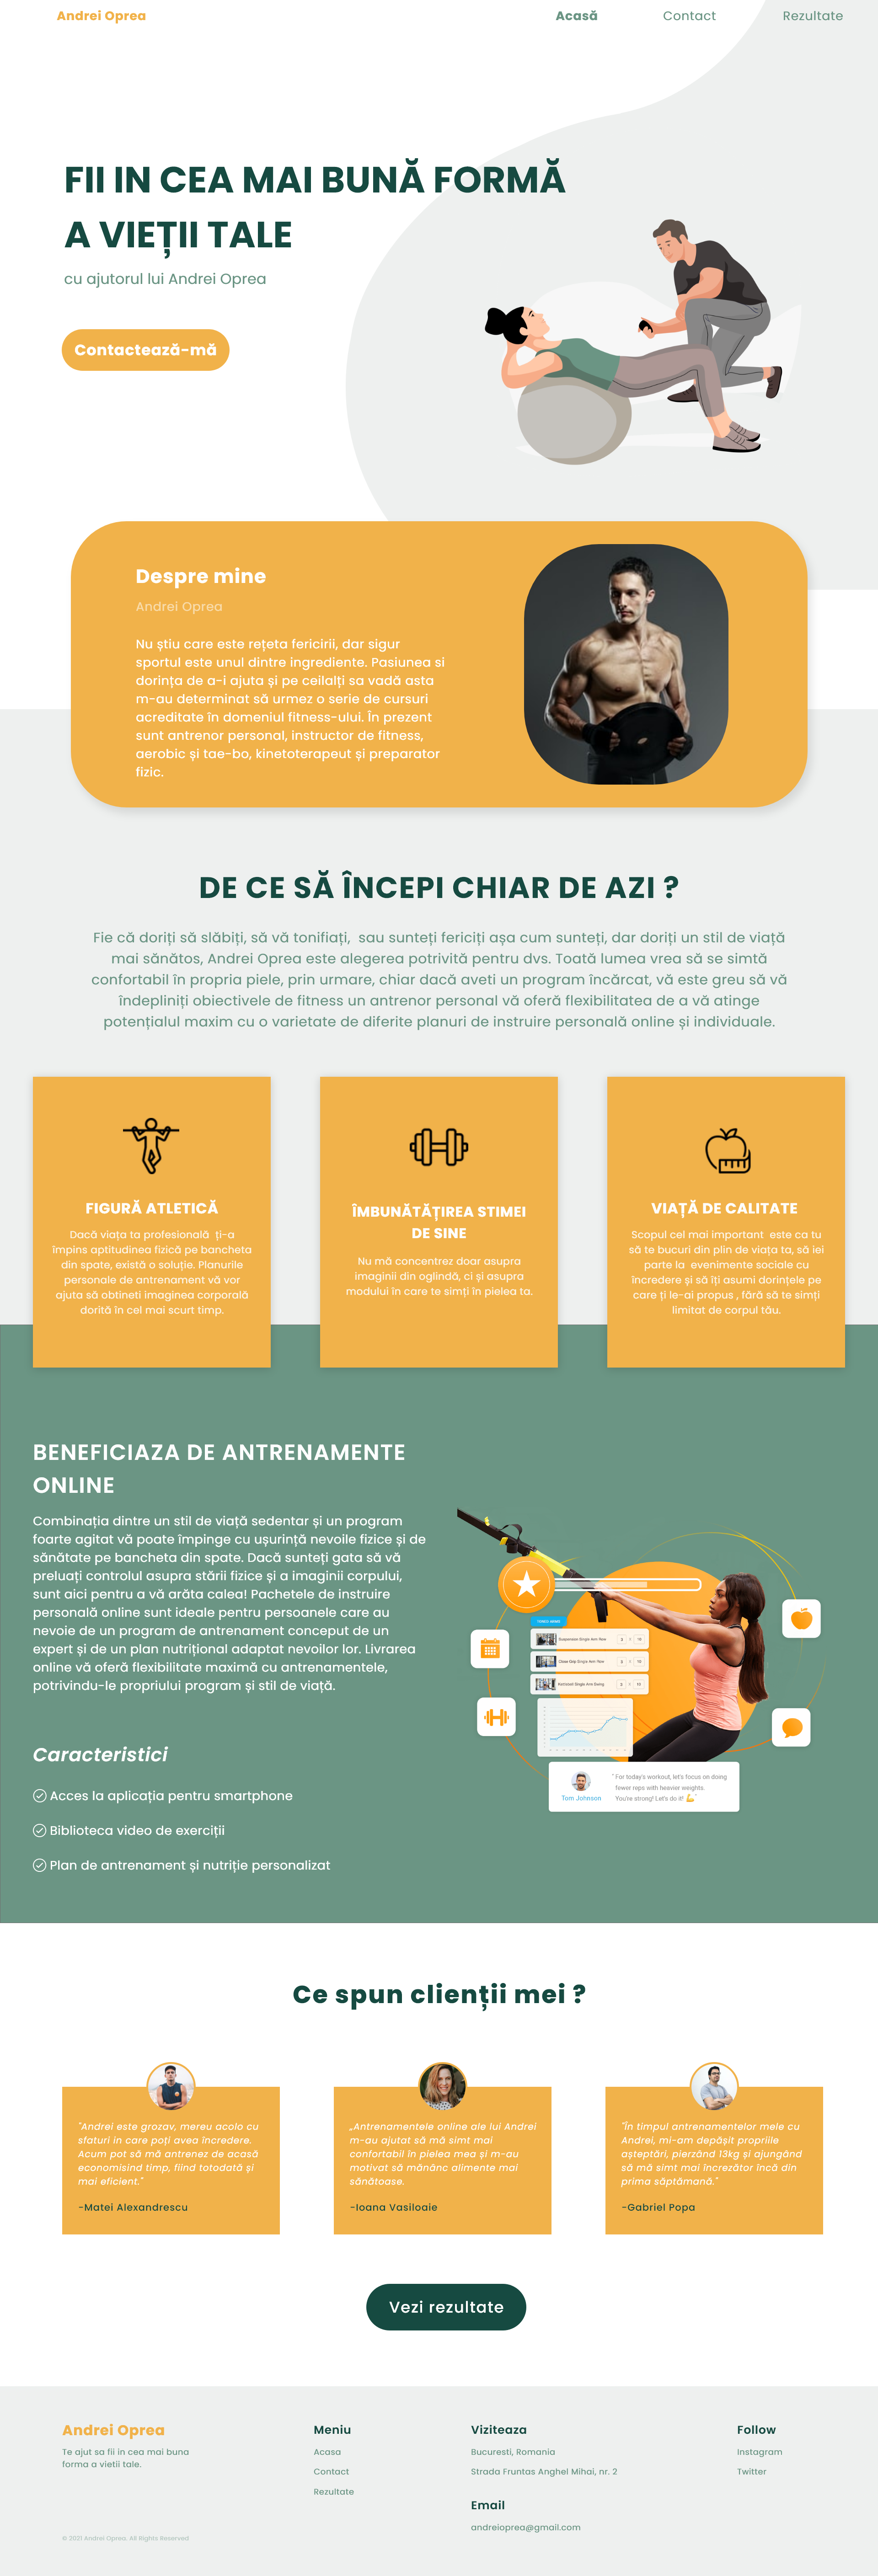 Andrei Oprea
Acasă
Contact
Rezultate
FII IN CEA MAI BUNĂ FORMĂ
A VIEȚII TALE
cu ajutorul lui Andrei Oprea
Contactează-mă
Despre mine
Andrei Oprea
Nu știu care este rețeta fericirii, dar sigur
sportul este unul dintre ingrediente. Pasiunea si
dorința de a-i ajuta și pe ceilalți sa vadă asta
m-au determinat să urmez o serie de cursuri
acreditate în domeniul fitness-ului. În prezent
sunt antrenor personal, instructor de fitness,
aerobic și tae-bo, kinetoterapeut și preparator
fizic.
DE CE SĂ ÎNCEPI CHIAR DE AZI ?
Fie că doriți să slăbiți, să vă tonifiați,  sau sunteți fericiți așa cum sunteți, dar doriți un stil de viață
mai sănătos, Andrei Oprea este alegerea potrivită pentru dvs. Toată lumea vrea să se simtă
confortabil în propria piele, prin urmare, chiar dacă aveti un program încărcat, vă este greu să vă
îndepliniți obiectivele de fitness un antrenor personal vă oferă flexibilitatea de a vă atinge
potențialul maxim cu o varietate de diferite planuri de instruire personală online și individuale.
FIGURĂ ATLETICĂ
Dacă viața ta profesională  ți-a
împins aptitudinea fizică pe bancheta
din spate, există o soluție. Planurile
personale de antrenament vă vor
ajuta să obtineti imaginea corporală
dorită în cel mai scurt timp.
ÎMBUNĂTĂȚIREA STIMEI
DE SINE
Nu mă concentrez doar asupra
imaginii din oglindă, ci și asupra
modului în care te simți în pielea ta.
VIAȚĂ DE CALITATE
Scopul cel mai important  este ca tu
să te bucuri din plin de viața ta, să iei
parte la  evenimente sociale cu
încredere și să îți asumi dorințele pe
care ți le-ai propus , fără să te simți
limitat de corpul tău.
BENEFICIAZA DE ANTRENAMENTE
ONLINE
Combinația dintre un stil de viață sedentar și un program
foarte agitat vă poate împinge cu ușurință nevoile fizice și de
sănătate pe bancheta din spate. Dacă sunteți gata să vă
preluați controlul asupra stării fizice și a imaginii corpului,
sunt aici pentru a vă arăta calea! Pachetele de instruire
personală online sunt ideale pentru persoanele care au
nevoie de un program de antrenament conceput de un
expert și de un plan nutrițional adaptat nevoilor lor. Livrarea
online vă oferă flexibilitate maximă cu antrenamentele,
potrivindu-le propriului program și stil de viață.
Suspension Single Arm Row
Close Grip Single Arm Row
Kettlebell Single Arm Swing
Tom Johnson
" For today's workout, let's focus on doing
fewer reps with heavier weights.
You're strong! Let's do it! 💪"
Caracteristici
Acces la aplicația pentru smartphone
Biblioteca video de exerciții
Plan de antrenament și nutriție personalizat
Ce spun clienții mei ?
"Andrei este grozav, mereu acolo cu
sfaturi in care poți avea încredere.
Acum pot să mă antrenez de acasă
economisind timp, fiind totodată și
mai eficient."
-Matei Alexandrescu
„Antrenamentele online ale lui Andrei
m-au ajutat să mă simt mai
confortabil în pielea mea și m-au
motivat să mănânc alimente mai
sănătoase.
-Ioana Vasiloaie
"În timpul antrenamentelor mele cu
Andrei, mi-am depășit propriile
așteptări, pierzând 13kg și ajungând
să mă simt mai încrezător încă din
prima săptămană."
-Gabriel Popa
Vezi rezultate
Andrei Oprea
Te ajut sa fii in cea mai buna
forma a vietii tale.
© 2021 Andrei Oprea. All Rights Reserved
Meniu
Acasa
Contact
Rezultate
Viziteaza
Bucuresti, Romania
Strada Fruntas Anghel Mihai, nr. 2
Email
andreioprea@gmail.com
Follow
Instagram
Twitter